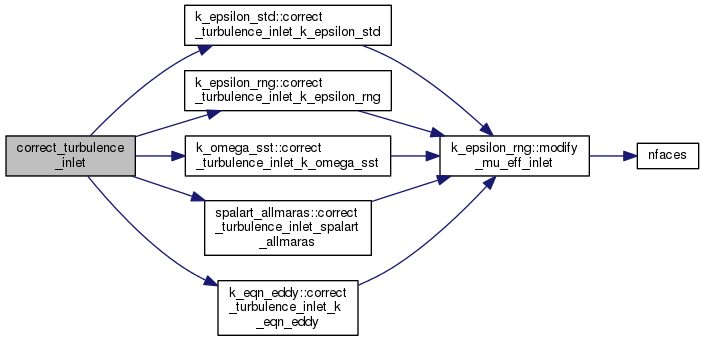 k_epsilon_std::correct
_turbulence_inlet_k_epsilon_std
k_epsilon_rng::correct
_turbulence_inlet_k_epsilon_rng
correct_turbulence
_inlet
k_omega_sst::correct
_turbulence_inlet_k_omega_sst
k_epsilon_rng::modify
_mu_eff_inlet
nfaces
spalart_allmaras::correct
_turbulence_inlet_spalart
_allmaras
k_eqn_eddy::correct
_turbulence_inlet_k
_eqn_eddy